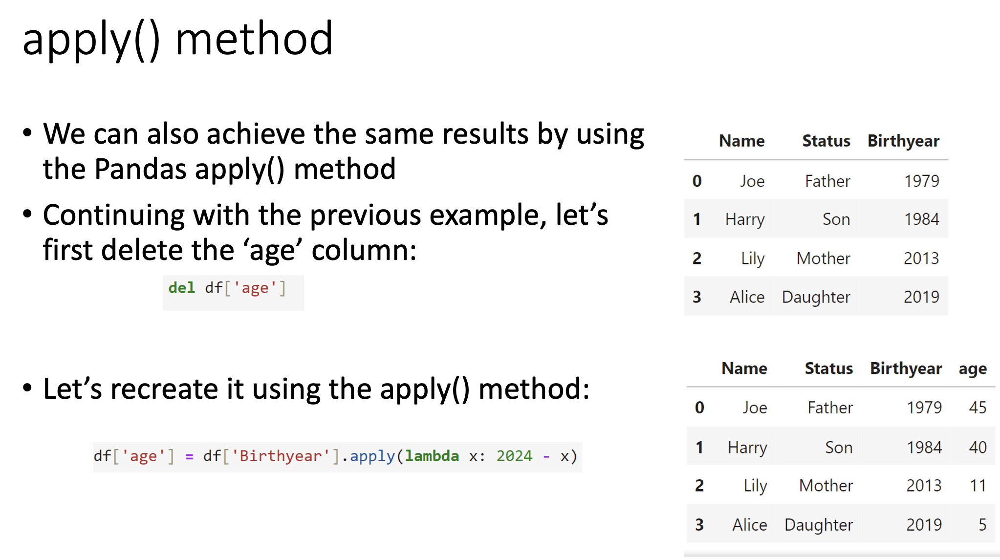 apply() method
• We can also achieve the same results by using
the Pandas apply() method
• Continuing with the previous example, let’s
first delete the ‘age’ column:
del df['age']
• Let’s recreate it using the apply() method:
df['age'] = df['Birthyear'].apply(lambda x: 2024 - x)
Name Status Birthyear
0 Joe Father 1979
1 Harry Son 1984
2 Lily Mother 2013
3 Alice Daughter 2019
Name Status Birthyear age
0 Joe Father 1979 45
1 Harry Son 1984 40
2 Lily Mother 2013 11
3 Alice Daughter 2019 5